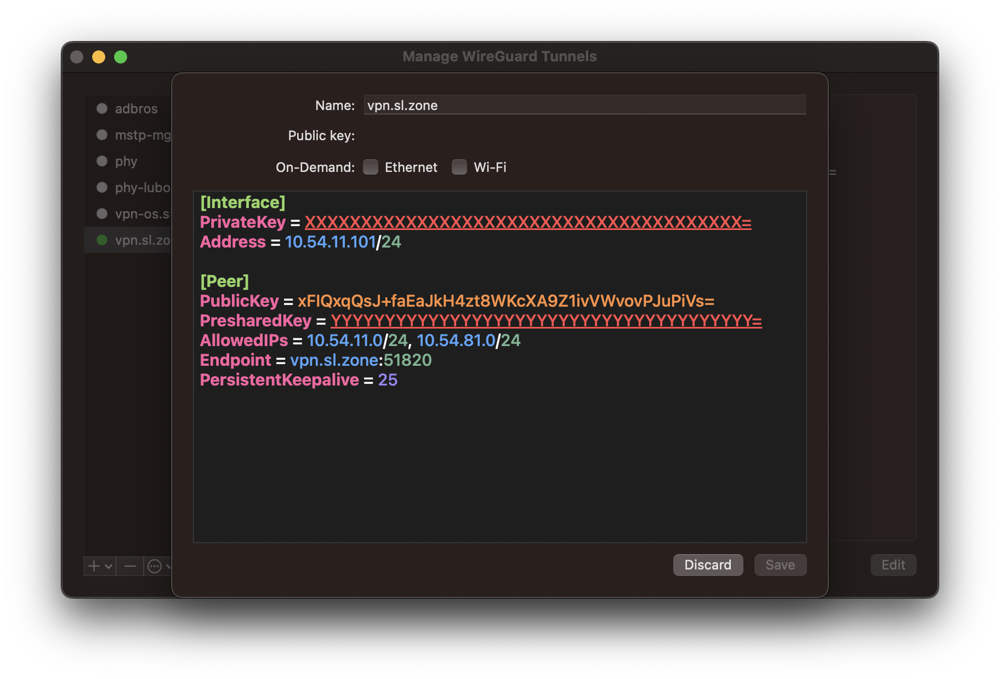 Manage WireGuard Tunnels
adbros
mstp-mg
phy
phy-lubo
vpn-os.s
vpn.sl.zo
Name: vpn.sl.zone
Public key:
On-Demand: Ethernet Wi-Fi
[Interface]
PrivateKey = XXXXXXXXXXXXXXXXXXXXXXXXXXXXXXXXXXXXXXX=
Address = 10.54.11.101/24
[Peer]
PublicKey = xFlQxqQsJ+faEaJkH4zt8WKcXA9Z1ivVWvovPJuPiVs=
PresharedKey = YYYYYYYYYYYYYYYYYYYYYYYYYYYYYYYYYYYYYYY=
AllowedIPs = 10.54.11.0/24, 10.54.81.0/24
Endpoint = vpn.sl.zone:51820
PersistentKeepalive = 25
=
Discard Save Edit